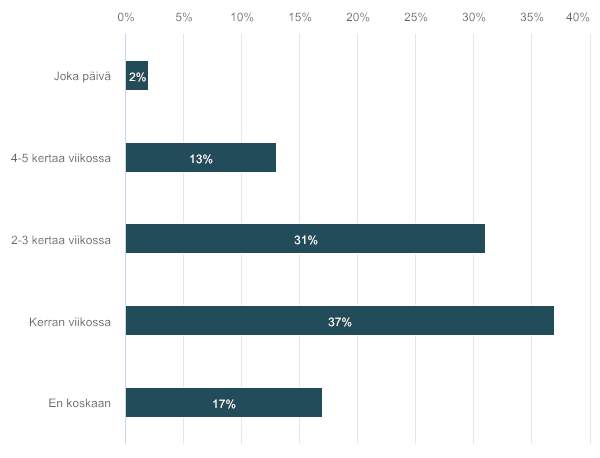 0% 5% 10% 15% 20% 25% 30% 35% 40%
Joka päivä 2%
4-5 kertaa viikossa 13%
2-3 kertaa viikossa 31%
Kerran viikossa 37%
En koskaan 17%